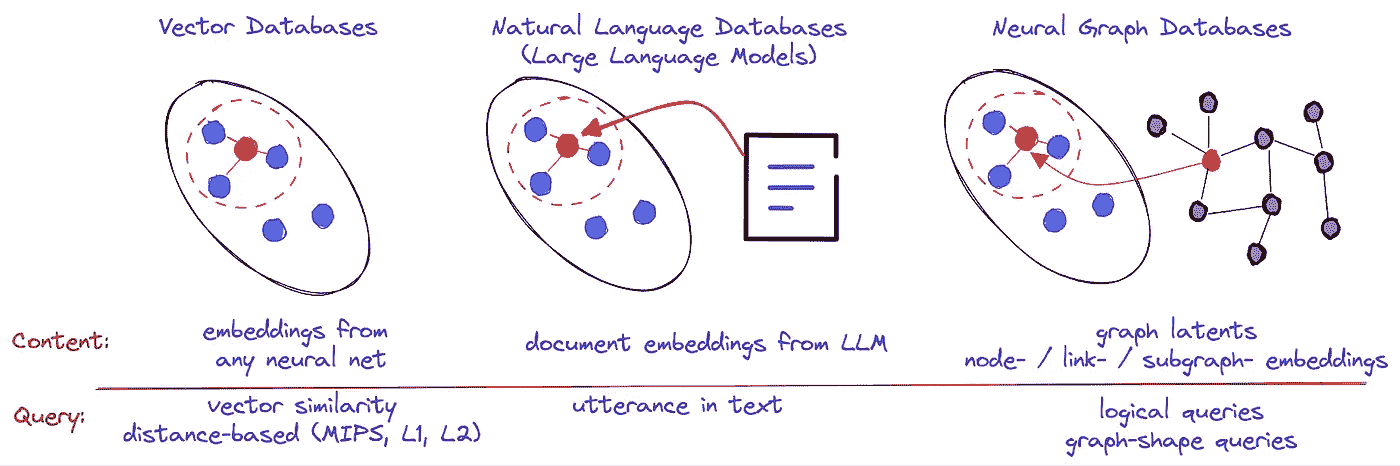 Vector Databases
Natural Language Databases
(Large Language Models)
Neural Graph Databases
Content:
embeddings from
any neural net
document embeddings from LLM
graph latents
node- / link- / subgraph- embeddings
Query:
vector similarity
distance-based (MIPS, L1, L2)
utterance in text
logical queries
graph-shape queries